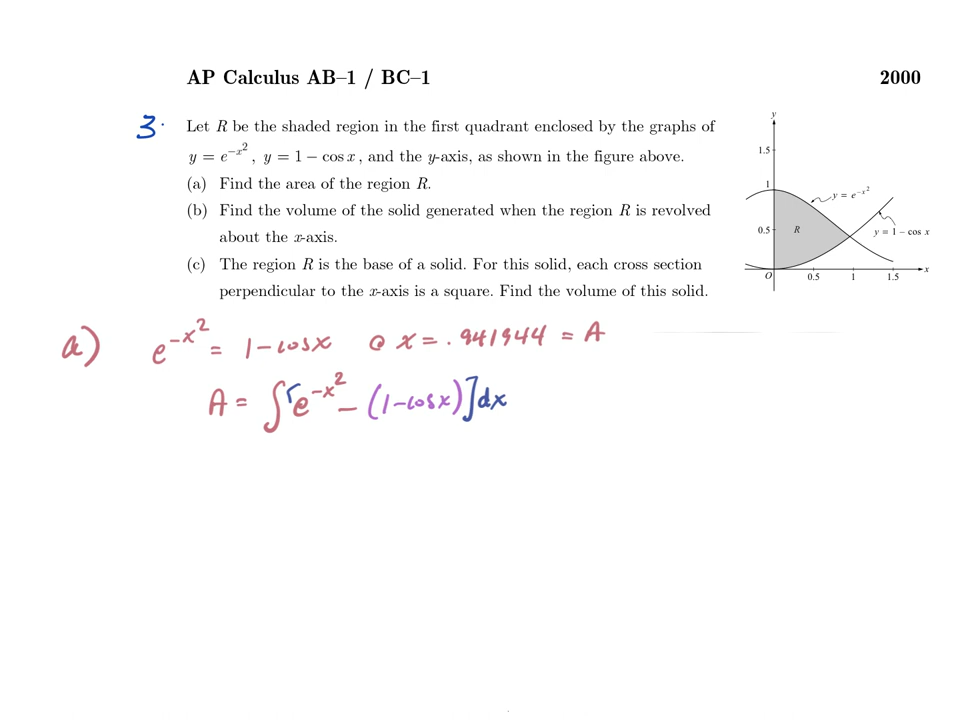 AP Calculus AB–1 / BC–1 2000
3. Let R be the shaded region in the first quadrant enclosed by the graphs of
y = e^{-x^2}, y = 1 − cos x, and the y-axis, as shown in the figure above.
(a) Find the area of the region R.
(b) Find the volume of the solid generated when the region R is revolved
about the x-axis.
(c) The region R is the base of a solid. For this solid, each cross section
perpendicular to the x-axis is a square. Find the volume of this solid.
y
1.5
1
y = e^{-x^2}
0.5
R
y = 1 − cos x
x
O 0.5 1 1.5
a) e^{-x^2} = 1 − cos x @ x = .941944 = A
A = ∫[e^{-x^2} − (1 − cos x)]dx